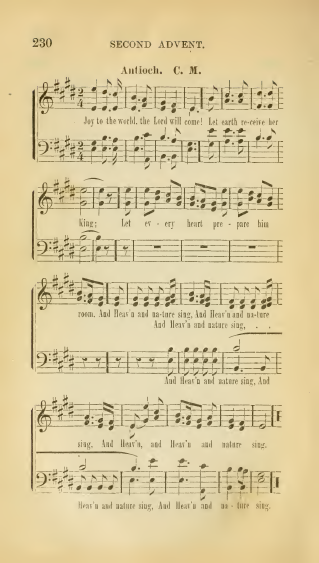 230 SECOND ADVENT.
Antioch. C. M.
Joy to the world, the Lord will come! Let earth re-ceive her
King; Let ev - ery heart pre - pare him
room, And Heav'n and na-ture sing, And Heav'n and na-ture
And Heav'n and nature sing, . .
And Heav'n and nature sing, And
sing. And Heav'n, and Heav'n and nature sing.
Heav'n and nature sing, And Heav'n and na - ture sing.